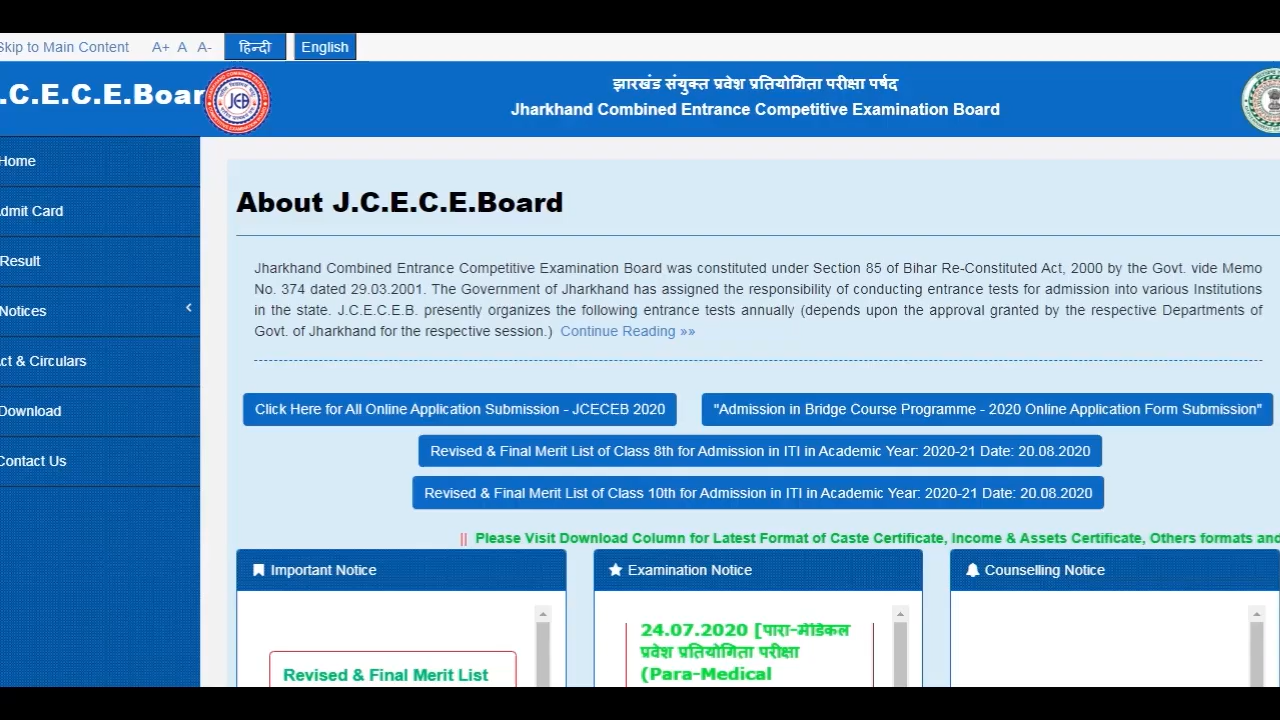 Skip to Main Content A+ A A- हिन्दी English
.C.E.C.E.Boar
JCEB
झारखंड संयुक्त प्रवेश प्रतियोगिता परीक्षा पर्षद
Jharkhand Combined Entrance Competitive Examination Board
Home
dmit Card
Result
Notices
ct & Circulars
Download
Contact Us
About J.C.E.C.E.Board
Jharkhand Combined Entrance Competitive Examination Board was constituted under Section 85 of Bihar Re-Constituted Act, 2000 by the Govt. vide Memo
No. 374 dated 29.03.2001. The Government of Jharkhand has assigned the responsibility of conducting entrance tests for admission into various Institutions
in the state. J.C.E.C.E.B. presently organizes the following entrance tests annually (depends upon the approval granted by the respective Departments of
Govt. of Jharkhand for the respective session.) Continue Reading »»
Click Here for All Online Application Submission - JCECEB 2020
"Admission in Bridge Course Programme - 2020 Online Application Form Submission"
Revised & Final Merit List of Class 8th for Admission in ITI in Academic Year: 2020-21 Date: 20.08.2020
Revised & Final Merit List of Class 10th for Admission in ITI in Academic Year: 2020-21 Date: 20.08.2020
|| Please Visit Download Column for Latest Format of Caste Certificate, Income & Assets Certificate, Others formats and
Important Notice
Revised & Final Merit List
Examination Notice
24.07.2020 [पारा-मेडिकल
प्रवेश प्रतियोगिता परीक्षा
(Para-Medical
Counselling Notice